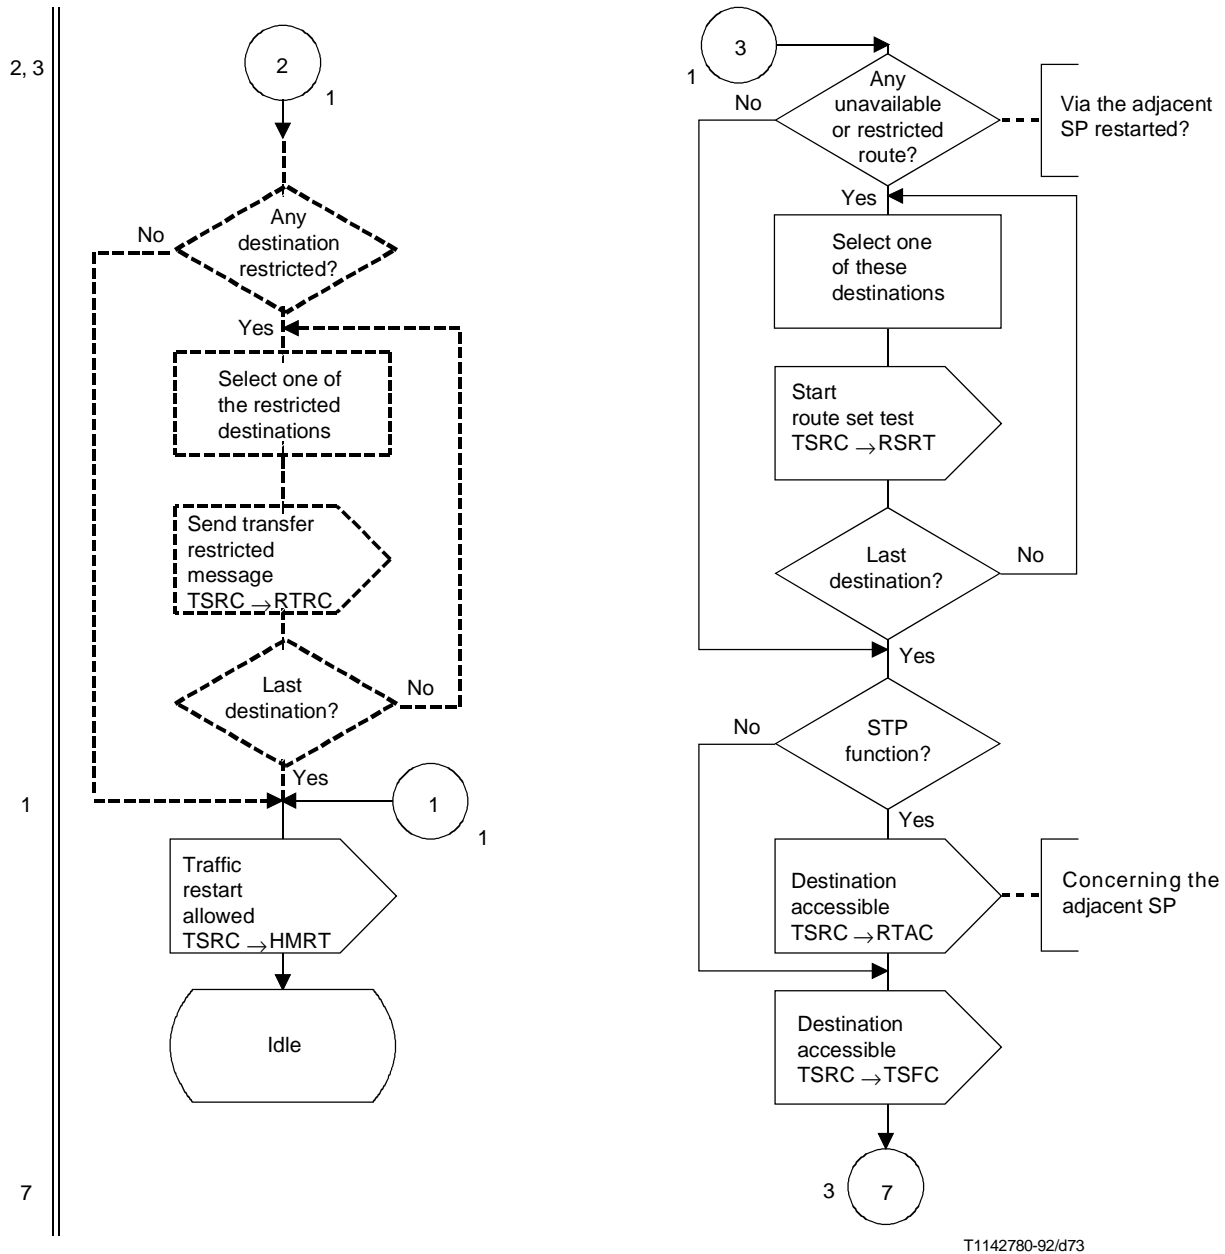 2, 3
2
1
Any
destination
restricted?
No
Yes
Select one of
the restricted
destinations
Send transfer
restricted
message
TSRC → RTRC
Last
destination?
No
Yes
1
1
1
Traffic
restart
allowed
TSRC → HMRT
Idle
7
3
1
Any
unavailable
or restricted
route?
No
Via the adjacent
SP restarted?
Yes
Select one
of these
destinations
Start
route set test
TSRC → RSRT
Last
destination?
No
Yes
STP
function?
No
Yes
Destination
accessible
TSRC → RTAC
Concerning the
adjacent SP
Destination
accessible
TSRC → TSFC
3
7
T1142780-92/d73